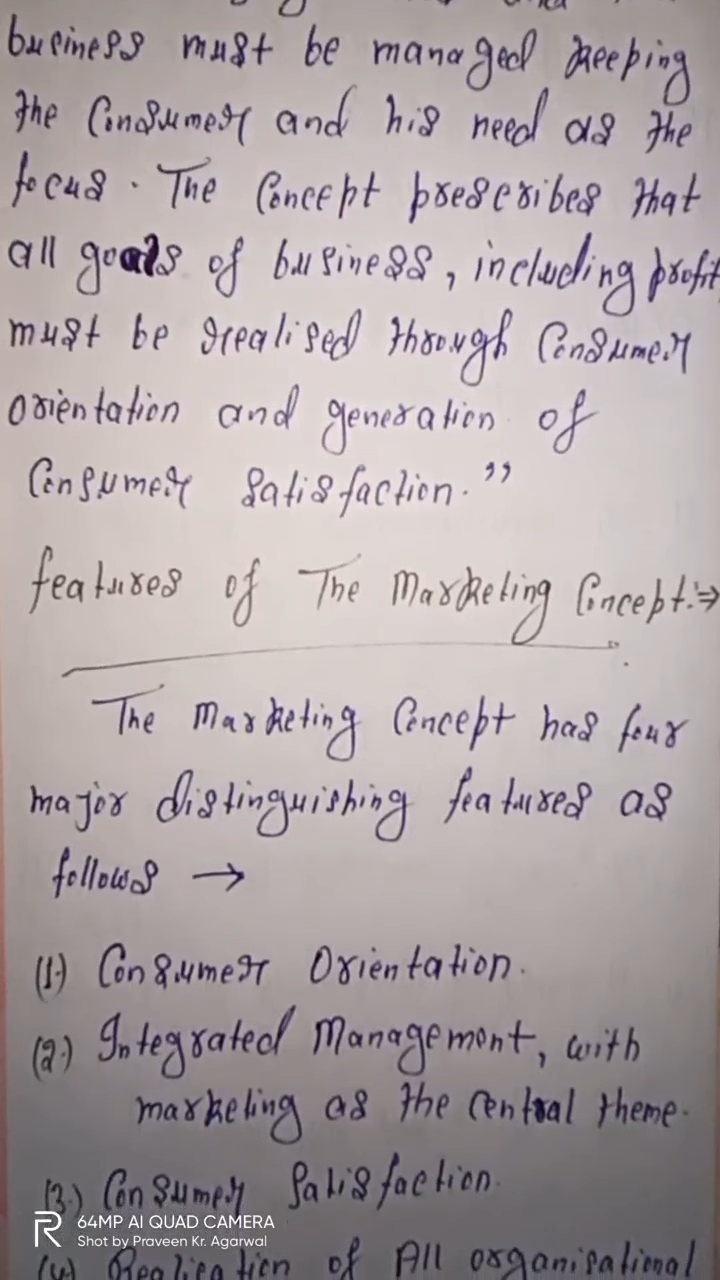 business must be managed keeping
the Consumer and his need as the
focus. The Concept prescribes that
all goals of business, including profit,
must be realised through Consumer
orientation and generation of
Consumer Satisfaction."
features of The Marketing Concept:⇒
The Marketing Concept has four
major distinguishing features as
follows →
(1.) Consumer Orientation.
(2.) Integrated Management, with
marketing as the central theme.
(3.) Consumer Satisfaction.
64MP AI QUAD CAMERA
Shot by Praveen Kr. Agarwal
(4) Realisation of All organisational